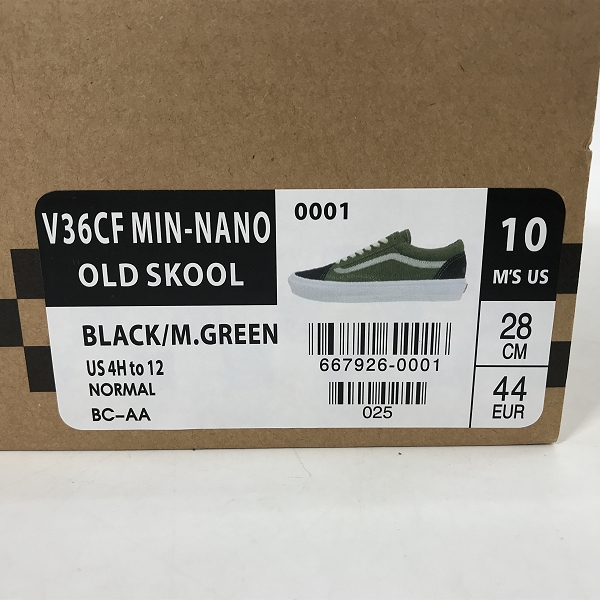 V36CF MIN-NANO
OLD SKOOL
0001
10
M'S US
BLACK/M.GREEN
US 4H to 12
NORMAL
BC-AA
667926-0001
025
28
CM
44
EUR